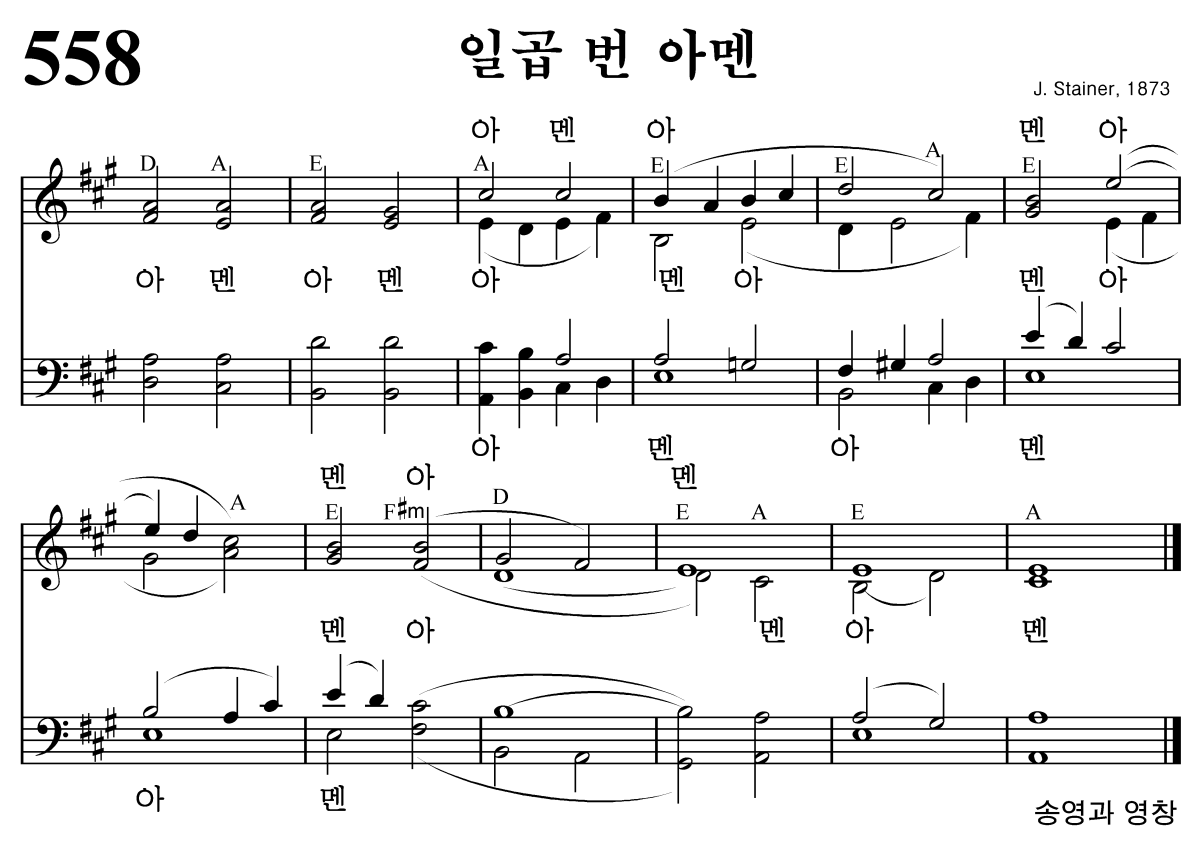 558
일곱 번 아멘
J. Stainer, 1873
아 멘 아 멘 아
D A E A E E A E
아 멘 아 멘 아 멘 아 멘 아
아 멘 아 멘
멘 아 멘
A E F#m D E A E A
멘 아 멘 아 멘
아 멘
송영과 영창